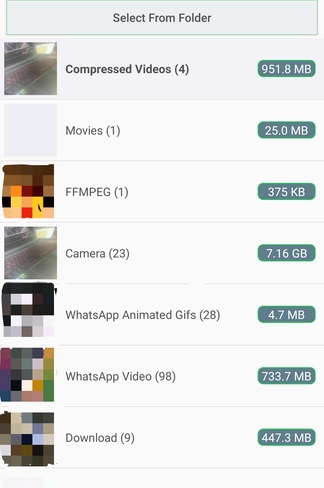 Select From Folder
Compressed Videos (4) 951.8 MB
Movies (1) 25.0 MB
FFMPEG (1) 375 KB
Camera (23) 7.16 GB
WhatsApp Animated Gifs (28) 4.7 MB
WhatsApp Video (98) 733.7 MB
Download (9) 447.3 MB